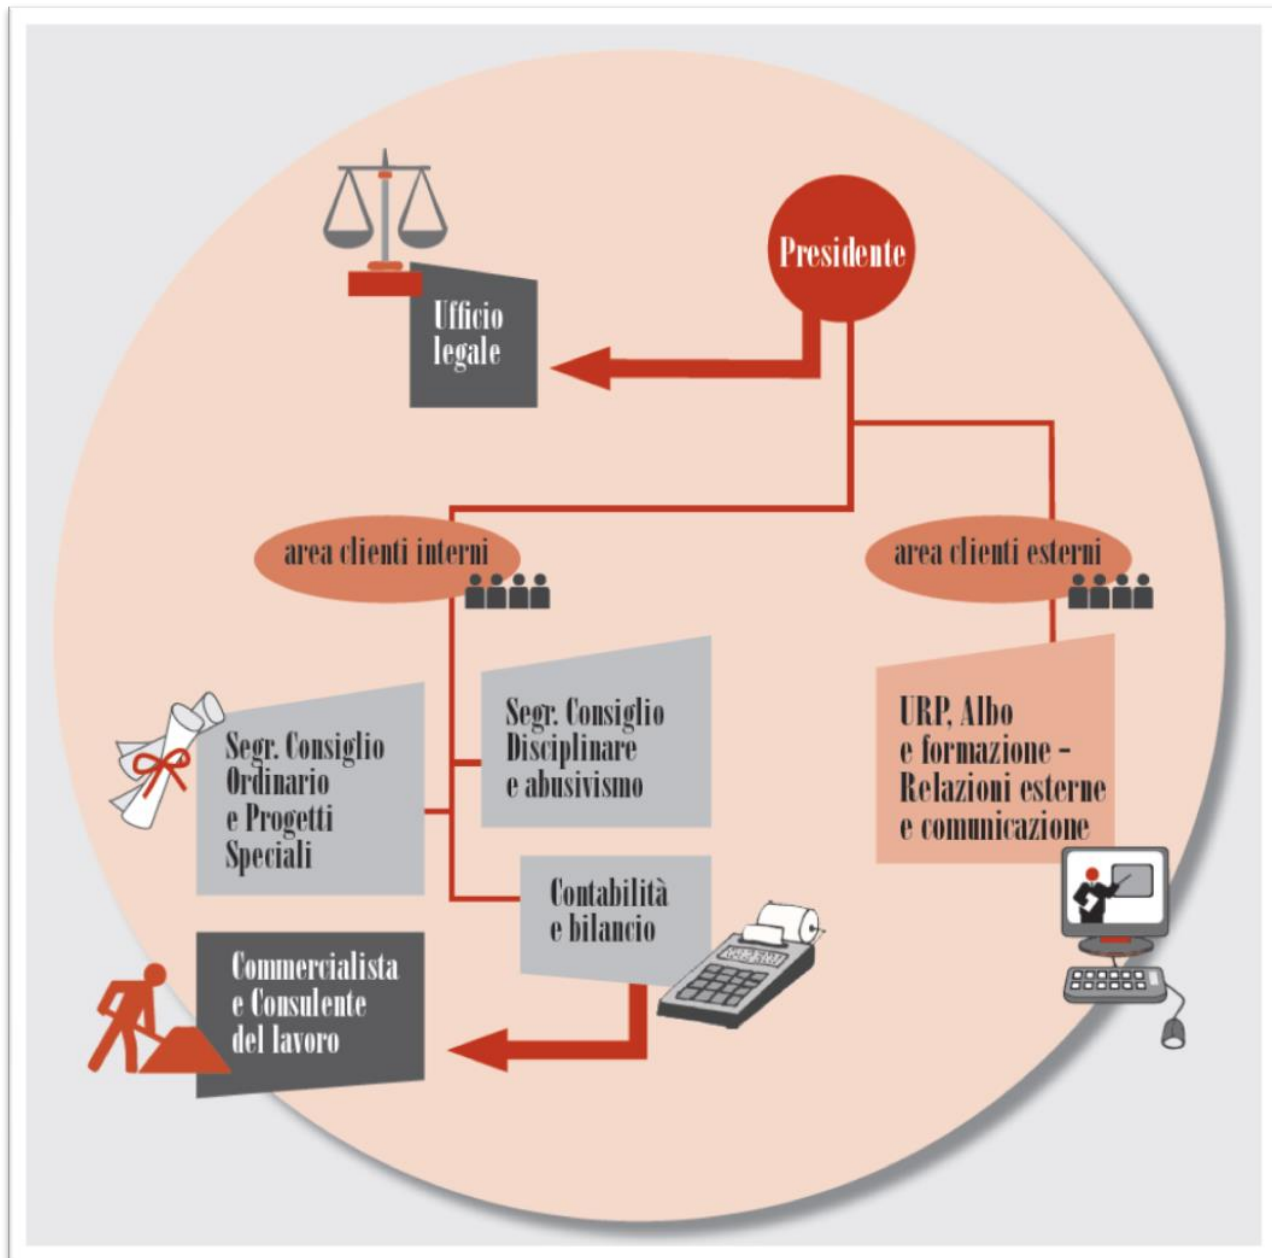 Presidente
Ufficio
legale
area clienti interni
area clienti esterni
Segr. Consiglio
Ordinario
e Progetti
Speciali
Segr. Consiglio
Disciplinare
e abusivismo
URP, Albo
e formazione –
Relazioni esterne
e comunicazione
Contabilità
e bilancio
Commercialista
e Consulente
del lavoro